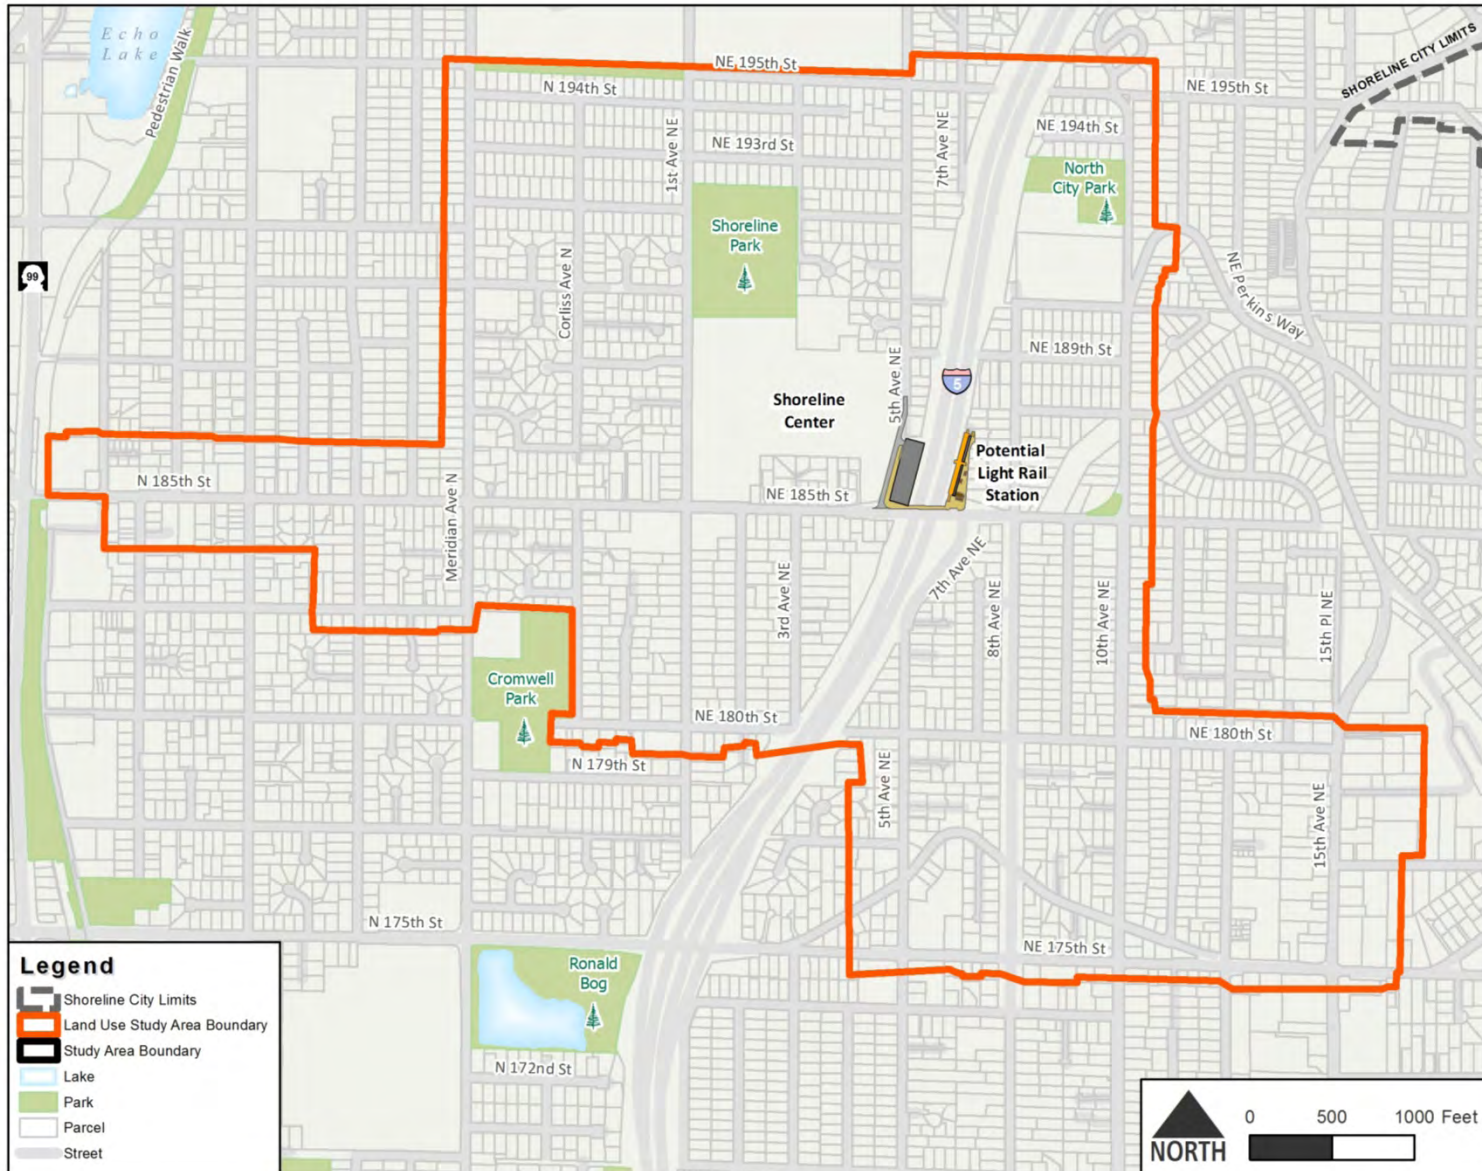 Echo
Lake
Pedestrian Walk
SHORELINE CITY LIMITS
NE 195th St
N 194th St
NE 195th St
1st Ave NE
NE 193rd St
7th Ave NE
NE 194th St
North
City Park
Shoreline
Park
99
Corliss Ave N
NE Perkins Way
NE 189th St
5
5th Ave NE
Shoreline
Center
Potential
Light Rail
Station
N 185th St
NE 185th St
Meridian Ave N
7th Ave NE
3rd Ave NE
8th Ave NE
10th Ave NE
15th Pl NE
Cromwell
Park
NE 180th St
NE 180th St
N 179th St
5th Ave NE
15th Ave NE
N 175th St
NE 175th St
Ronald
Bog
N 172nd St
Legend
Shoreline City Limits
Land Use Study Area Boundary
Study Area Boundary
Lake
Park
Parcel
Street
NORTH
0 500 1000 Feet